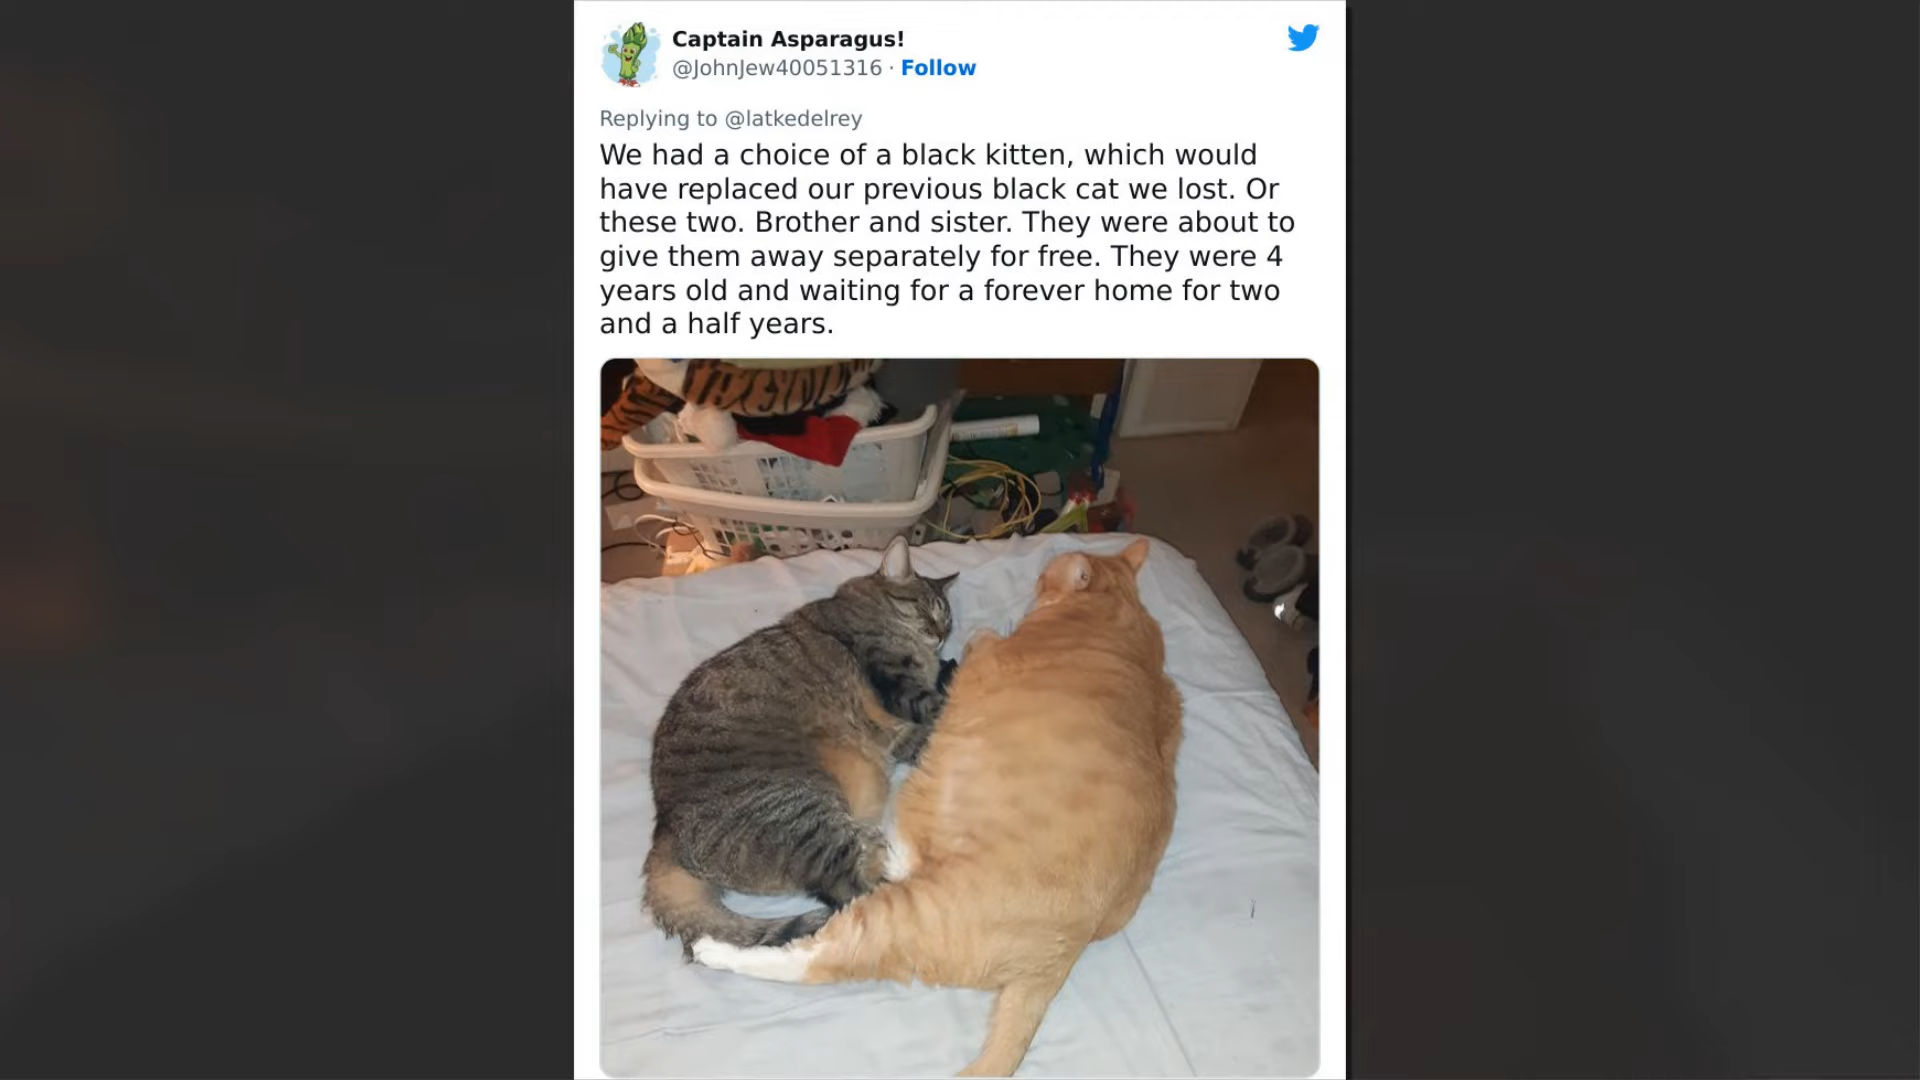 Captain Asparagus!
@JohnJew40051316 · Follow
Replying to @latkedelrey
We had a choice of a black kitten, which would
have replaced our previous black cat we lost. Or
these two. Brother and sister. They were about to
give them away separately for free. They were 4
years old and waiting for a forever home for two
and a half years.